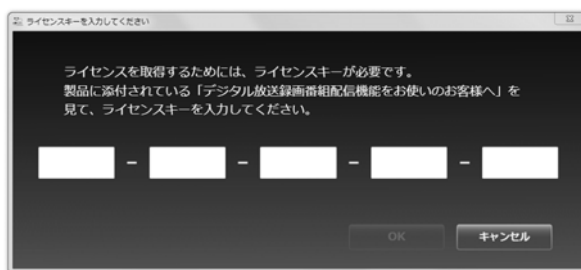 ライセンスキーを入力してください
ライセンスを取得するためには、ライセンスキーが必要です。
製品に添付されている「デジタル放送録画番組配信機能をお使いのお客様へ」を
見て、ライセンスキーを入力してください。
- - - -
OK キャンセル